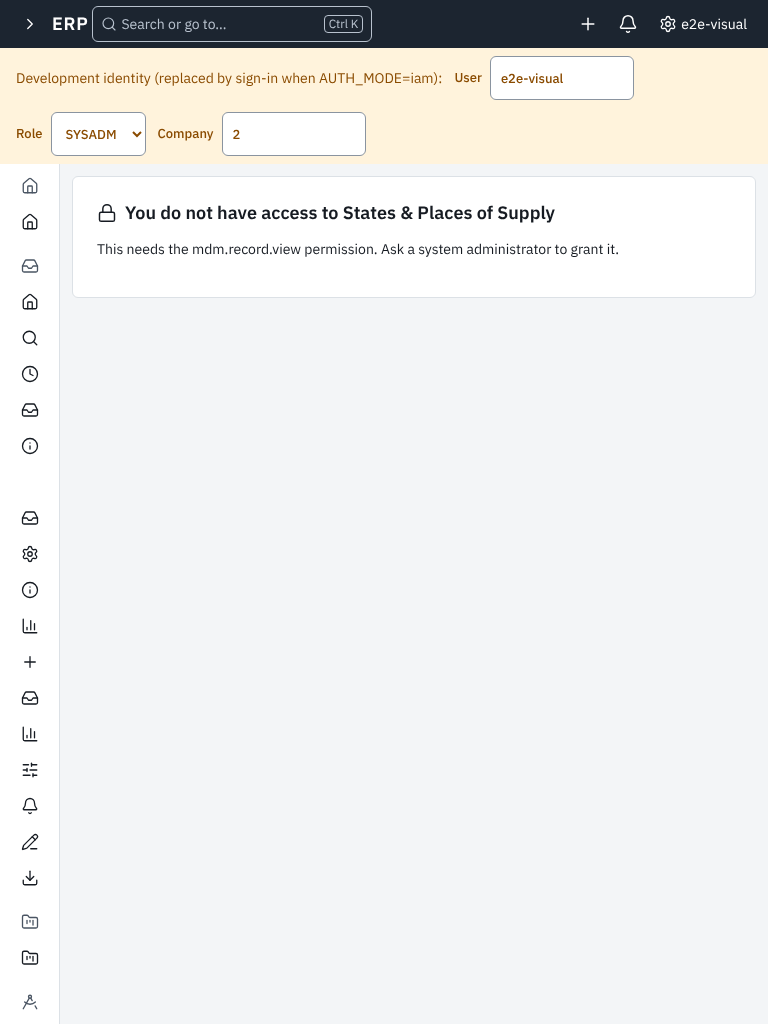 ERP Search or go to... Ctrl K e2e-visual
Development identity (replaced by sign-in when AUTH_MODE=iam): User e2e-visual
Role SYSADM Company 2
You do not have access to States & Places of Supply
This needs the mdm.record.view permission. Ask a system administrator to grant it.